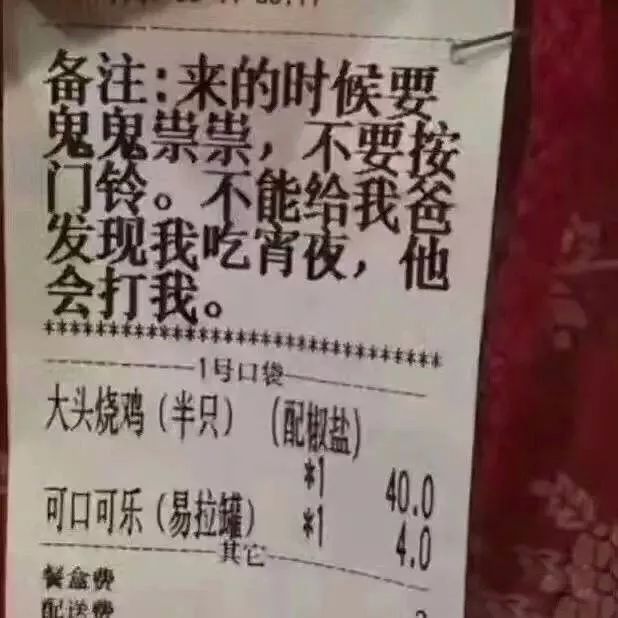 备注:来的时候要
鬼鬼祟祟，不要按
门铃。不能给我爸
发现我吃宵夜，他
会打我。
********************************
1号口袋
大头烧鸡（半只）（配椒盐）
*1 40.0
可口可乐（易拉罐） *1 4.0
其它
餐盒费
配送费